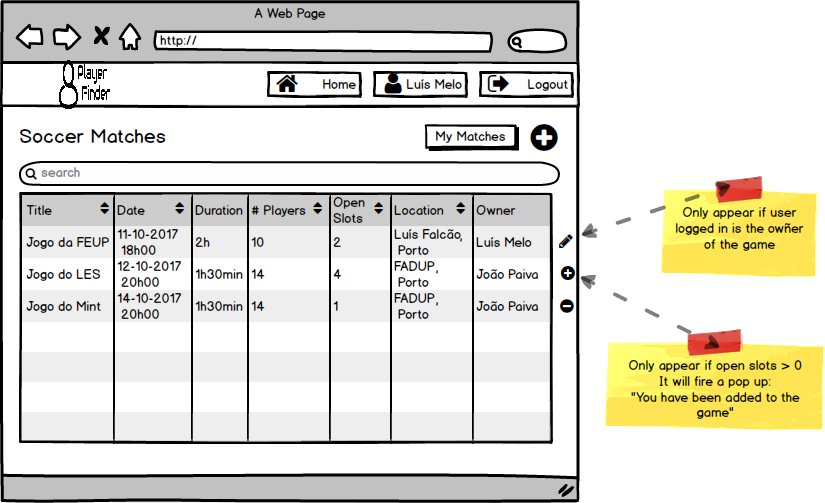 A Web Page
http://
Player
Finder
Home
Luís Melo
Logout
Soccer Matches
My Matches
search
Title Date Duration # Players Open Slots Location Owner
Jogo da FEUP 11-10-2017 18h00 2h 10 2 Luís Falcão, Porto Luís Melo
Jogo do LES 12-10-2017 20h00 1h30min 14 4 FADUP, Porto João Paiva
Jogo do Mint 14-10-2017 20h00 1h30min 14 1 FADUP, Porto João Paiva
Only appear if user
logged in is the owner
of the game
Only appear if open slots > 0
It will fire a pop up:
"You have been added to the
game"